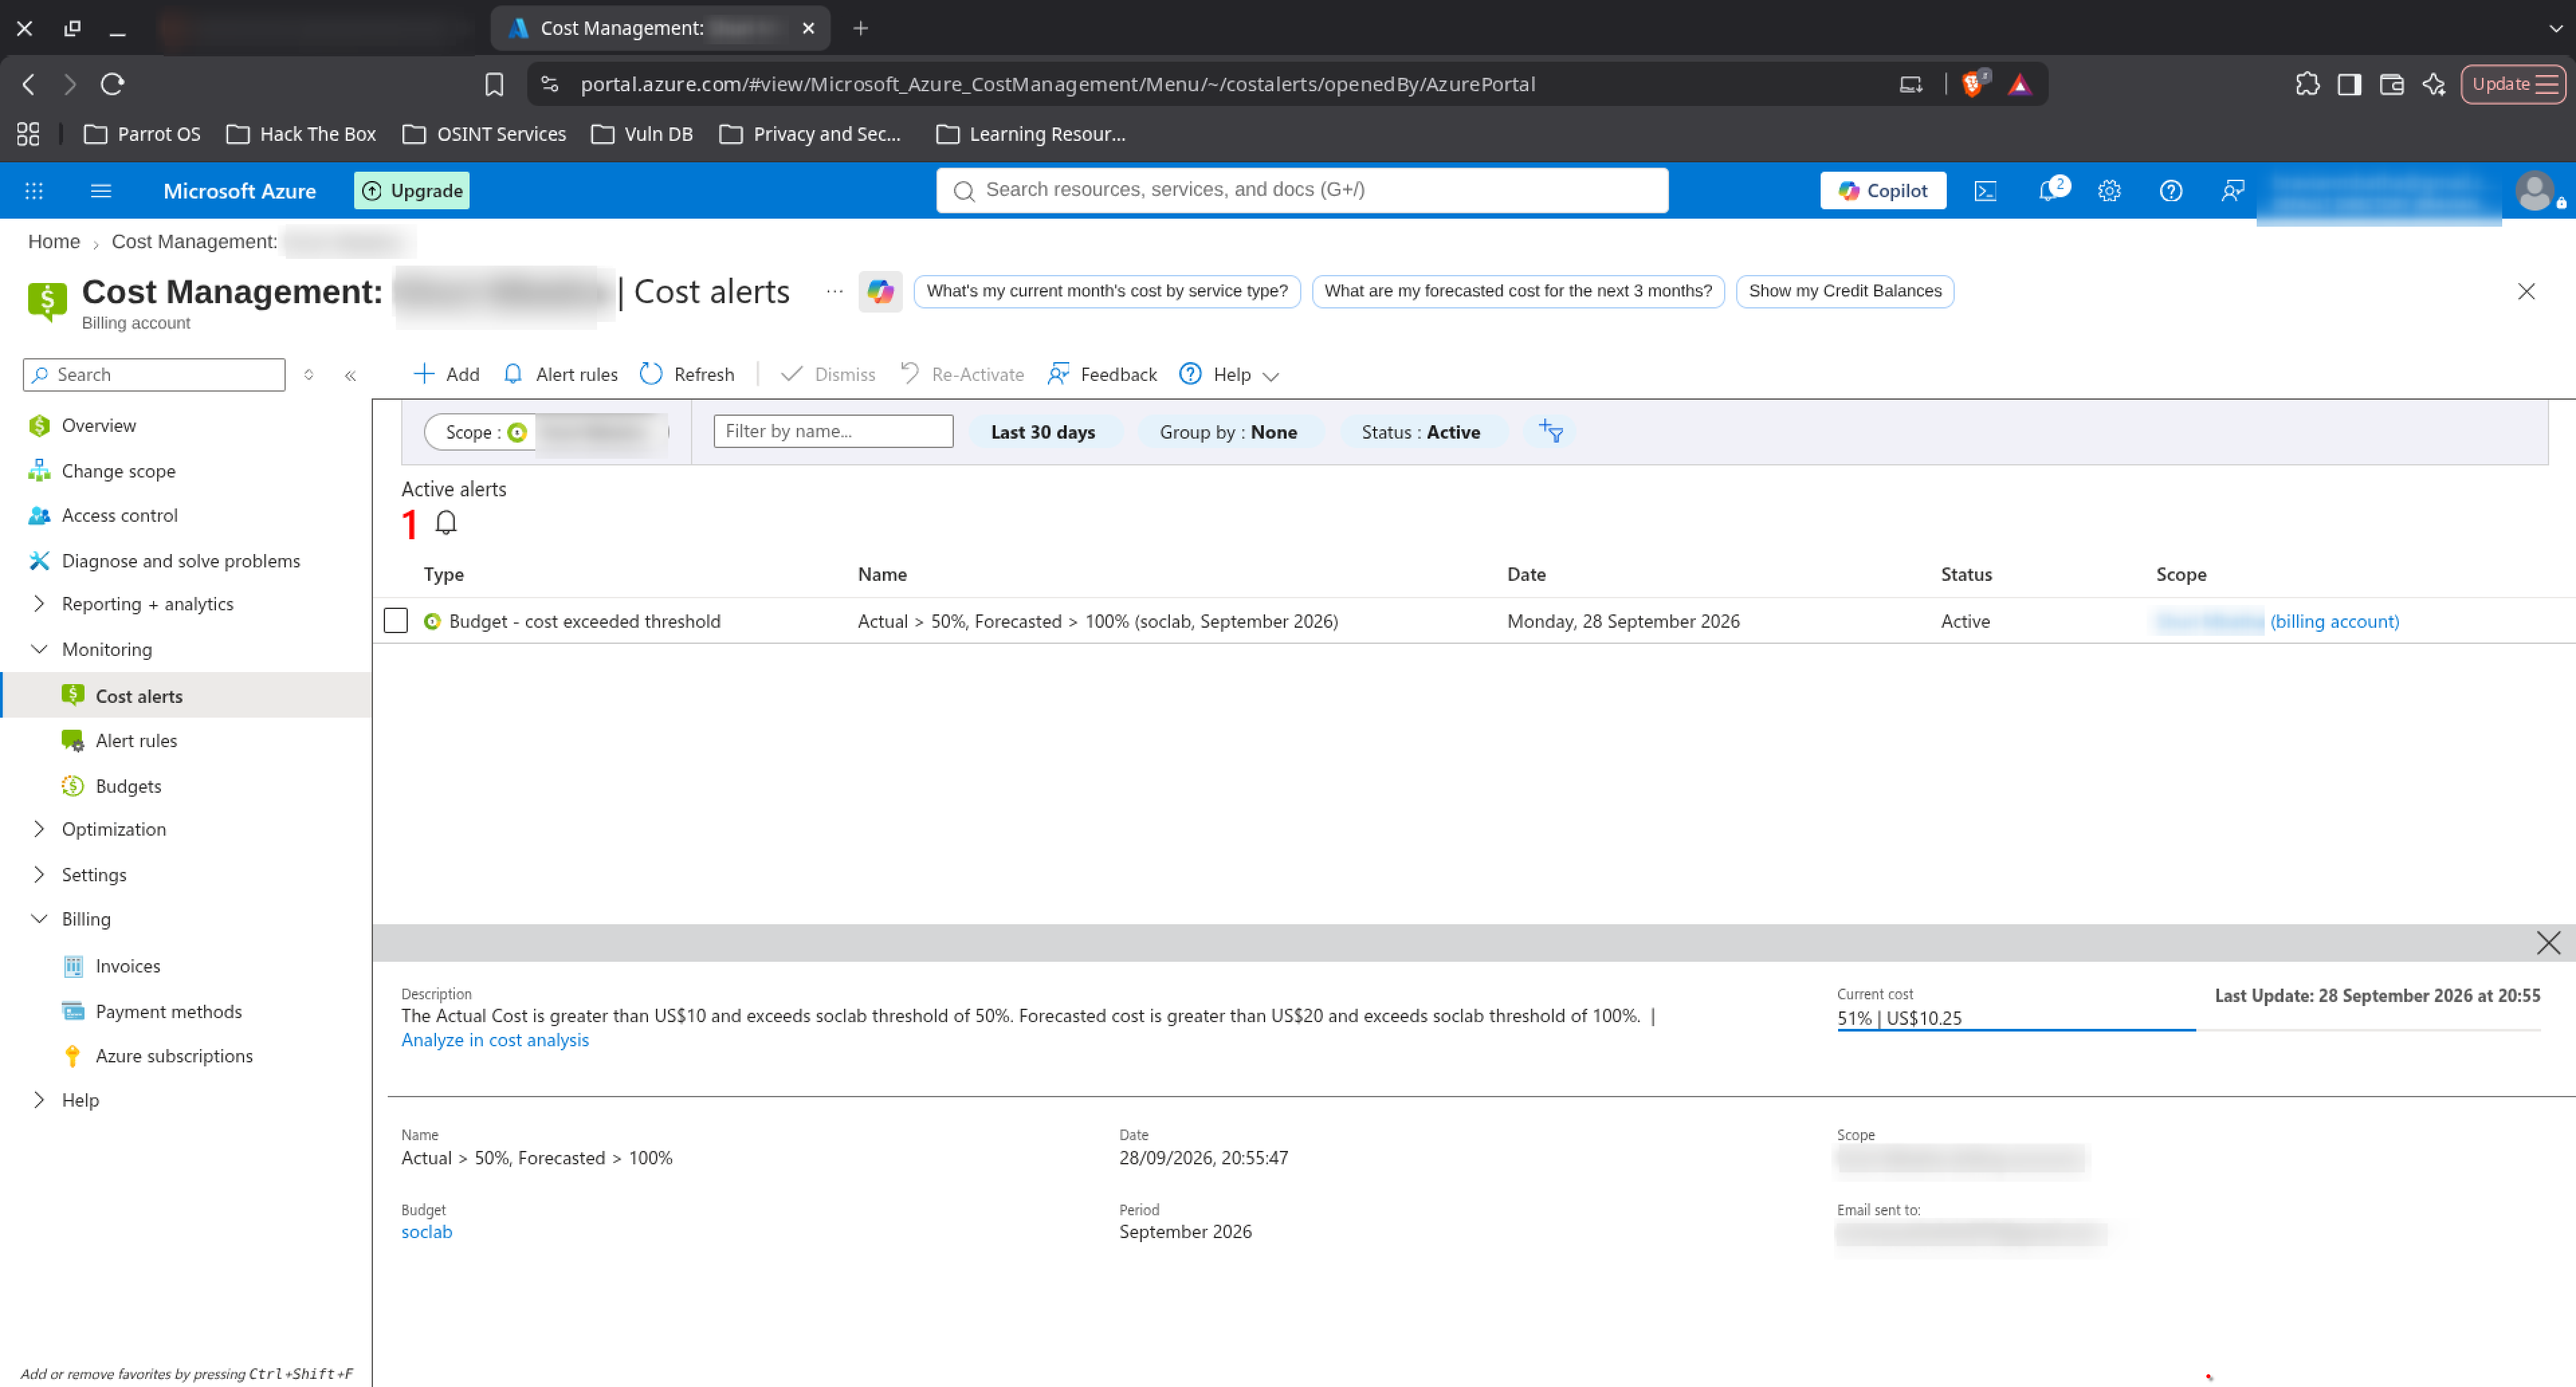 Cost Management:
portal.azure.com/#view/Microsoft_Azure_CostManagement/Menu/~/costalerts/openedBy/AzurePortal
Update
Parrot OS Hack The Box OSINT Services Vuln DB Privacy and Sec... Learning Resour...
Microsoft Azure Upgrade Search resources, services, and docs (G+/) Copilot 2
Home > Cost Management:
Cost Management: | Cost alerts ... What's my current month's cost by service type? What are my forecasted cost for the next 3 months? Show my Credit Balances
Billing account
Search Add Alert rules Refresh Dismiss Re-Activate Feedback Help
Overview
Change scope
Access control
Diagnose and solve problems
Reporting + analytics
Monitoring
Cost alerts
Alert rules
Budgets
Optimization
Settings
Billing
Invoices
Payment methods
Azure subscriptions
Help
Add or remove favorites by pressing Ctrl+Shift+F
Scope : Filter by name... Last 30 days Group by : None Status : Active
Active alerts
1
Type Name Date Status Scope
Budget - cost exceeded threshold Actual > 50%, Forecasted > 100% (soclab, September 2026) Monday, 28 September 2026 Active (billing account)
Description
The Actual Cost is greater than US$10 and exceeds soclab threshold of 50%. Forecasted cost is greater than US$20 and exceeds soclab threshold of 100%. |
Analyze in cost analysis
Current cost Last Update: 28 September 2026 at 20:55
51% | US$10.25
Name Date Scope
Actual > 50%, Forecasted > 100% 28/09/2026, 20:55:47
Budget Period Email sent to:
soclab September 2026